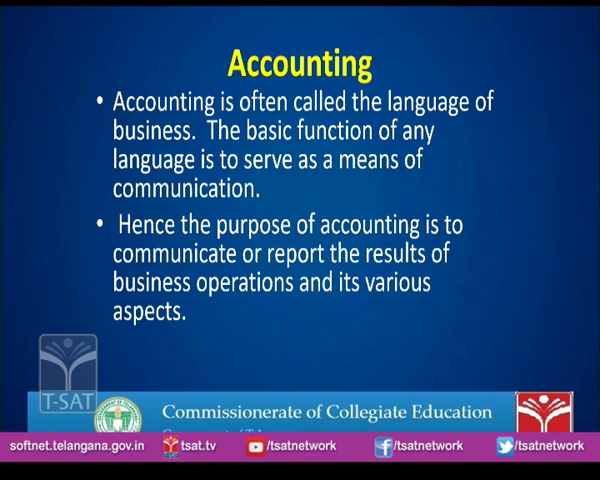 Accounting
• Accounting is often called the language of
business. The basic function of any
language is to serve as a means of
communication.
• Hence the purpose of accounting is to
communicate or report the results of
business operations and its various
aspects.
T-SAT
Commissionerate of Collegiate Education
softnet.telangana.gov.in
tsat.tv
/tsatnetwork
/tsatnetwork
/tsatnetwork